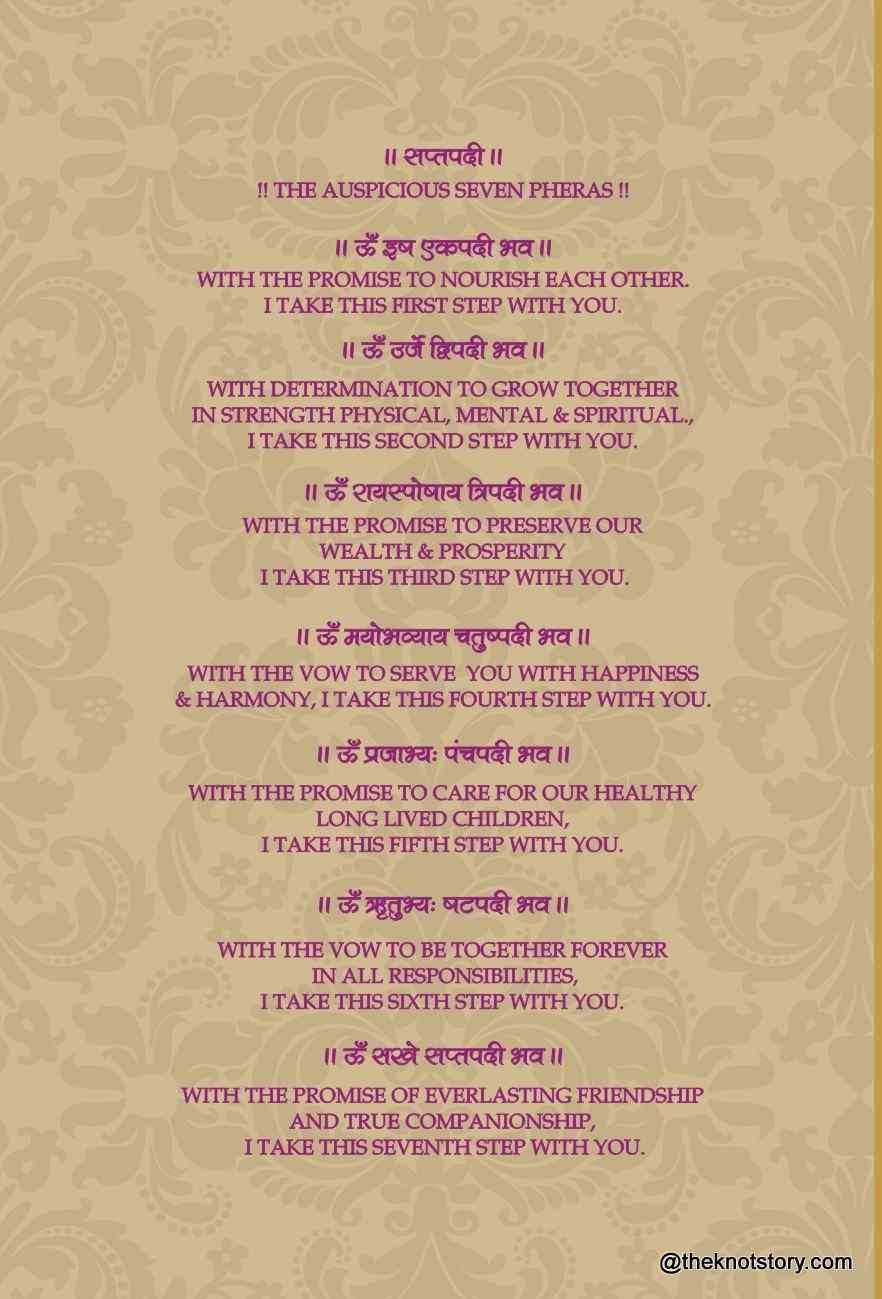 ॥ सप्तपदी ॥
!! THE AUSPICIOUS SEVEN PHERAS !!
॥ ॐ इष एकपदी भव ॥
WITH THE PROMISE TO NOURISH EACH OTHER.
I TAKE THIS FIRST STEP WITH YOU.
॥ ॐ उर्जे द्विपदी भव ॥
WITH DETERMINATION TO GROW TOGETHER
IN STRENGTH PHYSICAL, MENTAL & SPIRITUAL.,
I TAKE THIS SECOND STEP WITH YOU.
॥ ॐ रायस्पोषाय त्रिपदी भव ॥
WITH THE PROMISE TO PRESERVE OUR
WEALTH & PROSPERITY
I TAKE THIS THIRD STEP WITH YOU.
॥ ॐ मयोभव्याय चतुष्पदी भव ॥
WITH THE VOW TO SERVE YOU WITH HAPPINESS
& HARMONY, I TAKE THIS FOURTH STEP WITH YOU.
॥ ॐ प्रजाभ्यः पंचपदी भव ॥
WITH THE PROMISE TO CARE FOR OUR HEALTHY
LONG LIVED CHILDREN,
I TAKE THIS FIFTH STEP WITH YOU.
॥ ॐ ऋतुभ्यः षटपदी भव ॥
WITH THE VOW TO BE TOGETHER FOREVER
IN ALL RESPONSIBILITIES,
I TAKE THIS SIXTH STEP WITH YOU.
॥ ॐ सखे सप्तपदी भव ॥
WITH THE PROMISE OF EVERLASTING FRIENDSHIP
AND TRUE COMPANIONSHIP,
I TAKE THIS SEVENTH STEP WITH YOU.
@theknotstory.com